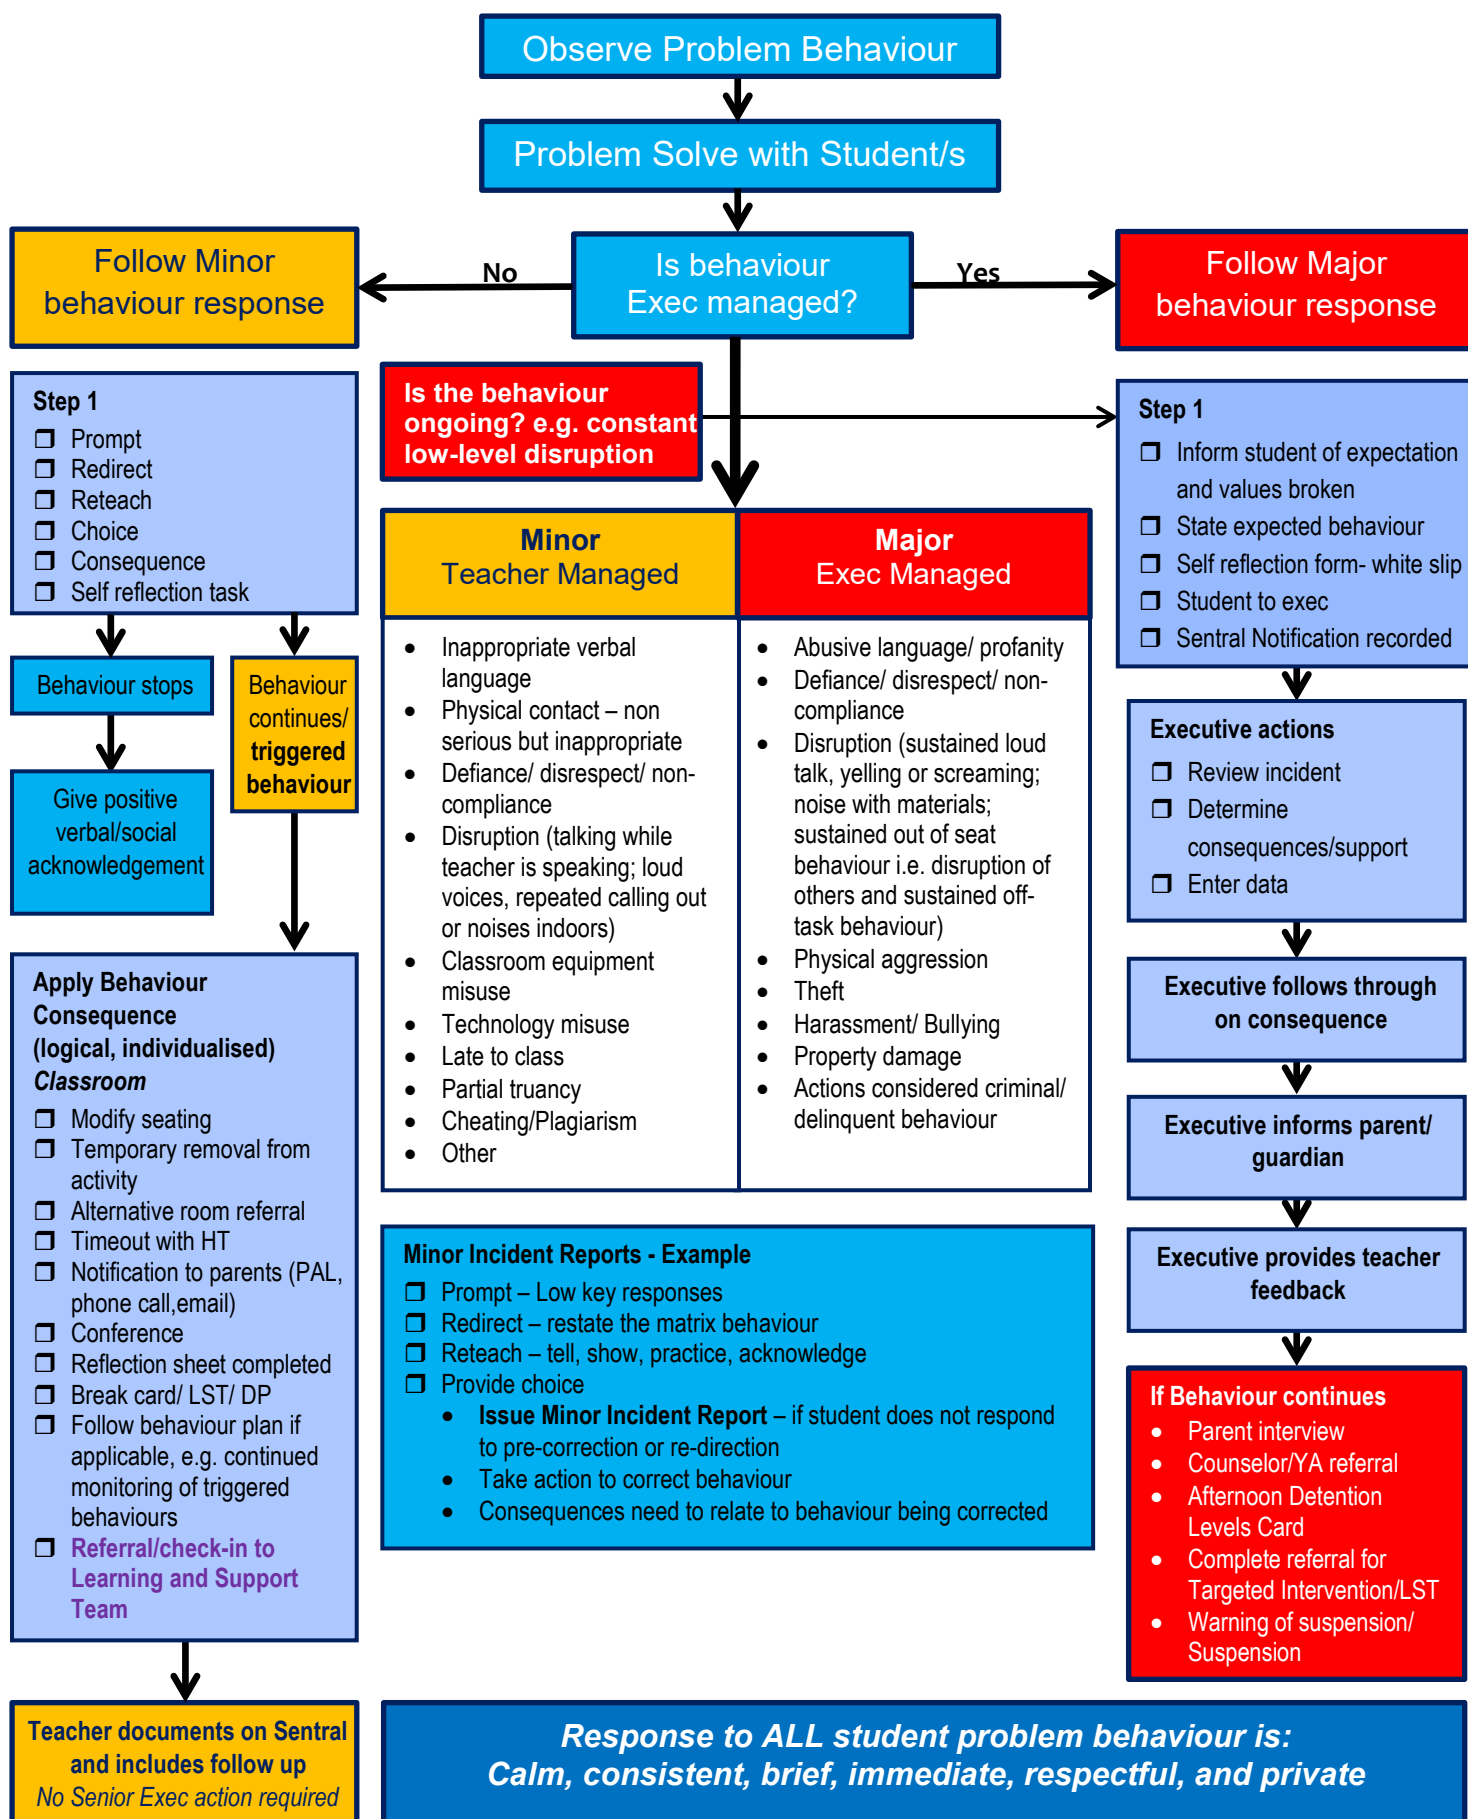 Observe Problem Behaviour
Problem Solve with Student/s
Is behaviour
Exec managed?
No
Yes
Follow Minor
behaviour response
Follow Major
behaviour response
Step 1
❒ Prompt
❒ Redirect
❒ Reteach
❒ Choice
❒ Consequence
❒ Self reflection task
Behaviour stops
Give positive
verbal/social
acknowledgement
Behaviour
continues/
triggered
behaviour
Apply Behaviour
Consequence
(logical, individualised)
Classroom
❒ Modify seating
❒ Temporary removal from
activity
❒ Alternative room referral
❒ Timeout with HT
❒ Notification to parents (PAL,
phone call,email)
❒ Conference
❒ Reflection sheet completed
❒ Break card/ LST/ DP
❒ Follow behaviour plan if
applicable, e.g. continued
monitoring of triggered
behaviours
❒ Referral/check-in to
Learning and Support
Team
Teacher documents on Sentral
and includes follow up
No Senior Exec action required
Is the behaviour
ongoing? e.g. constant
low-level disruption
Minor
Teacher Managed
• Inappropriate verbal
language
• Physical contact – non
serious but inappropriate
• Defiance/ disrespect/ non-
compliance
• Disruption (talking while
teacher is speaking; loud
voices, repeated calling out
or noises indoors)
• Classroom equipment
misuse
• Technology misuse
• Late to class
• Partial truancy
• Cheating/Plagiarism
• Other
Major
Exec Managed
• Abusive language/ profanity
• Defiance/ disrespect/ non-
compliance
• Disruption (sustained loud
talk, yelling or screaming;
noise with materials;
sustained out of seat
behaviour i.e. disruption of
others and sustained off-
task behaviour)
• Physical aggression
• Theft
• Harassment/ Bullying
• Property damage
• Actions considered criminal/
delinquent behaviour
Minor Incident Reports - Example
❒ Prompt – Low key responses
❒ Redirect – restate the matrix behaviour
❒ Reteach – tell, show, practice, acknowledge
❒ Provide choice
• Issue Minor Incident Report – if student does not respond
to pre-correction or re-direction
• Take action to correct behaviour
• Consequences need to relate to behaviour being corrected
Step 1
❒ Inform student of expectation
and values broken
❒ State expected behaviour
❒ Self reflection form- white slip
❒ Student to exec
❒ Sentral Notification recorded
Executive actions
❒ Review incident
❒ Determine
consequences/support
❒ Enter data
Executive follows through
on consequence
Executive informs parent/
guardian
Executive provides teacher
feedback
If Behaviour continues
• Parent interview
• Counselor/YA referral
• Afternoon Detention
Levels Card
• Complete referral for
Targeted Intervention/LST
• Warning of suspension/
Suspension
Response to ALL student problem behaviour is:
Calm, consistent, brief, immediate, respectful, and private